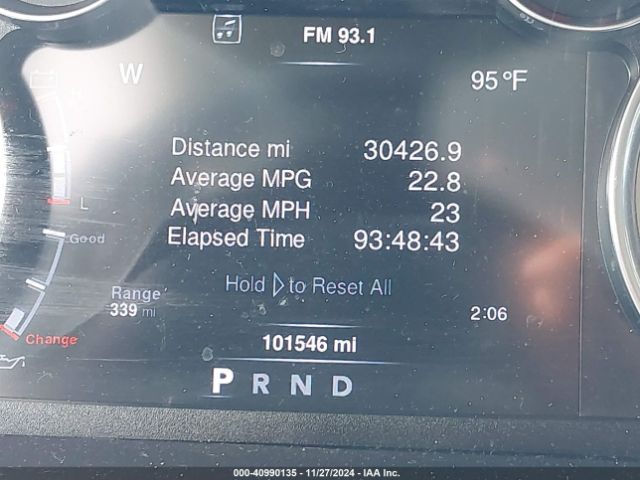 FM 93.1
W
95°F
H
Distance mi 30426.9
Average MPG 22.8
Average MPH 23
L
Elapsed Time 93:48:43
Good
Hold ▷ to Reset All
Range
339 mi
2:06
Change
101546 mi
P R N D
000-40990135 - 11/27/2024 - IAA Inc.